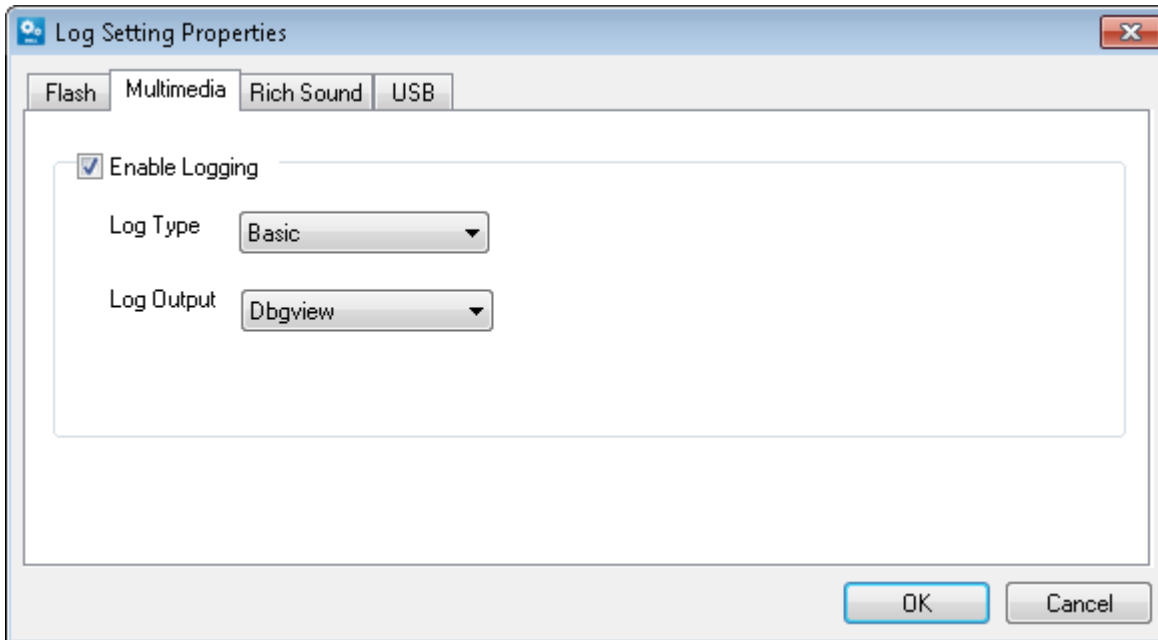 Log Setting Properties
Flash Multimedia Rich Sound USB
Enable Logging
Log Type Basic
Log Output Dbgview
OK Cancel